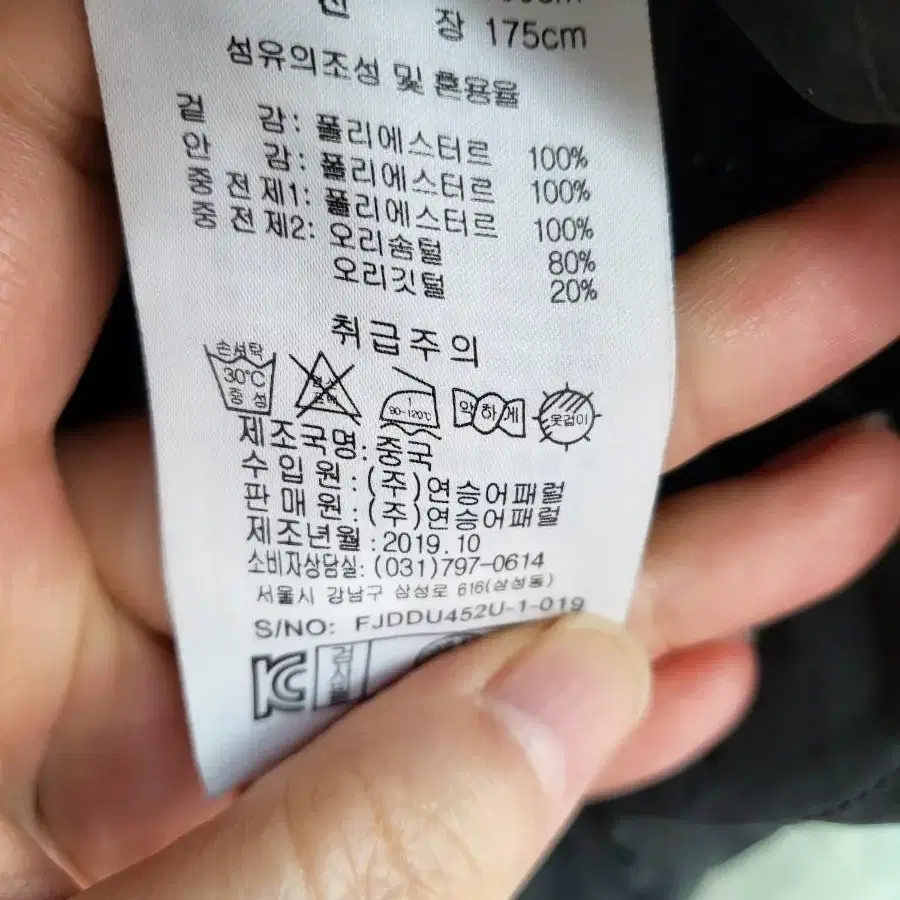 장 175cm
섬유의조성 및 혼용율
겉 감: 폴리에스터르 100%
안 감: 폴리에스터르 100%
중전제1: 폴리에스터르 100%
중전제2: 오리솜털 80%
오리깃털 20%
취급주의
손세탁 30℃ 중성
1 90-120℃
약하게
옷걸이
제조국명: 중국
수입원: (주)연승어패럴
판매원: (주)연승어패럴
제조년월: 2019.10
소비자상담실: (031)797-0614
서울시 강남구 삼성로 616(삼성동)
S/NO: FJDDU452U-1-019
KC